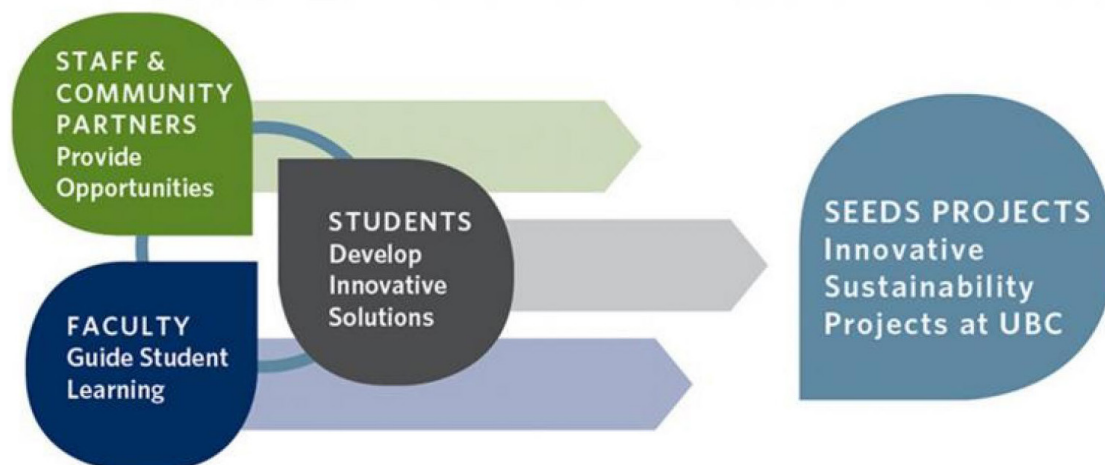 STAFF &
COMMUNITY
PARTNERS
Provide
Opportunities
STUDENTS
Develop
Innovative
Solutions
FACULTY
Guide Student
Learning
SEEDS PROJECTS
Innovative
Sustainability
Projects at UBC